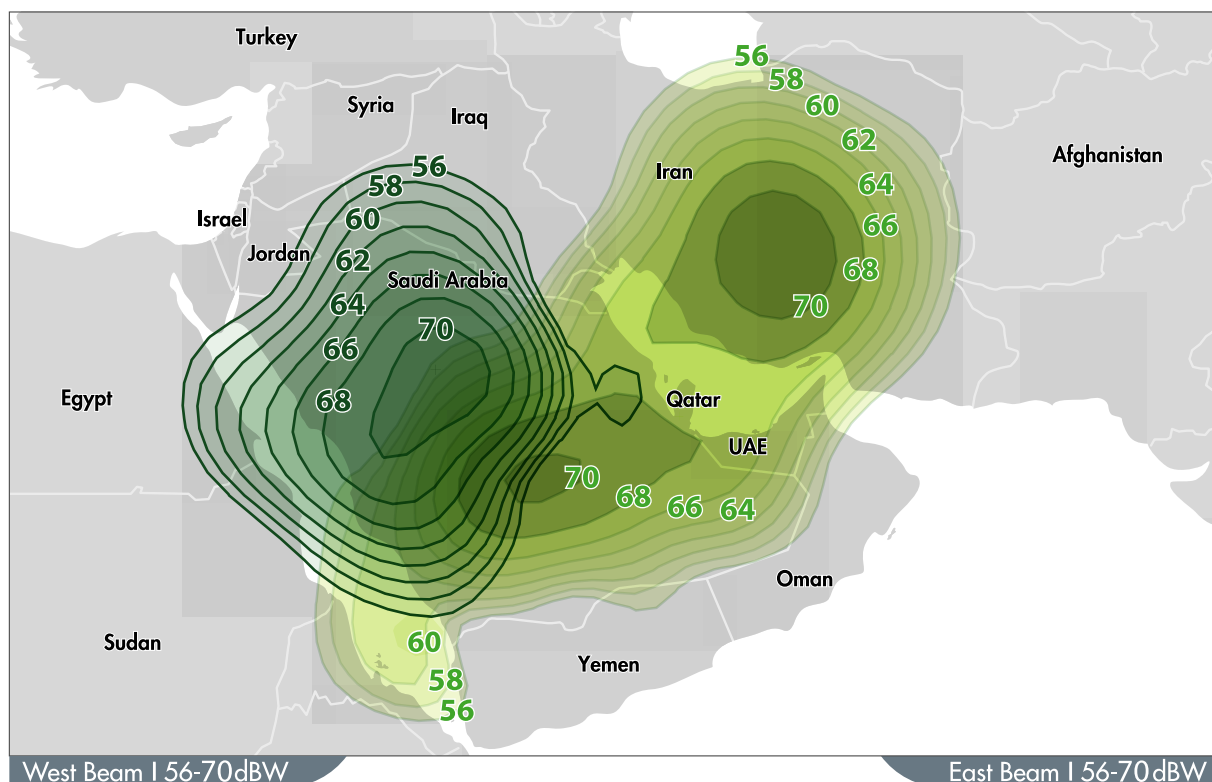 Turkey
56
58
Syria
60
Iraq
62
Afghanistan
56
Iran
58
64
60
Israel
66
Jordan
62
68
Saudi Arabia
64
70
70
66
Egypt
68
Qatar
UAE
70
68
66
64
Oman
60
Sudan
Yemen
58
56
West Beam I 56-70dBW
East Beam I 56-70dBW